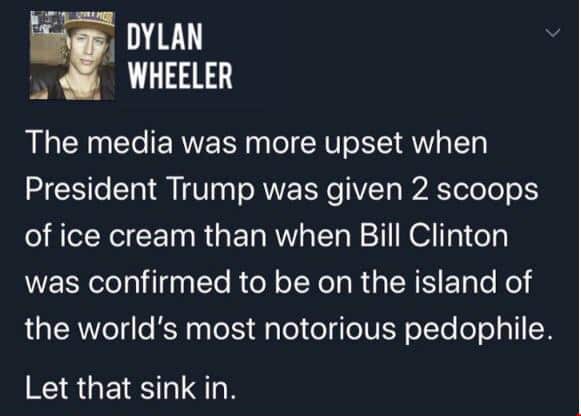 DYLAN
WHEELER
The media was more upset when
President Trump was given 2 scoops
of ice cream than when Bill Clinton
was confirmed to be on the island of
the world's most notorious pedophile.
Let that sink in.